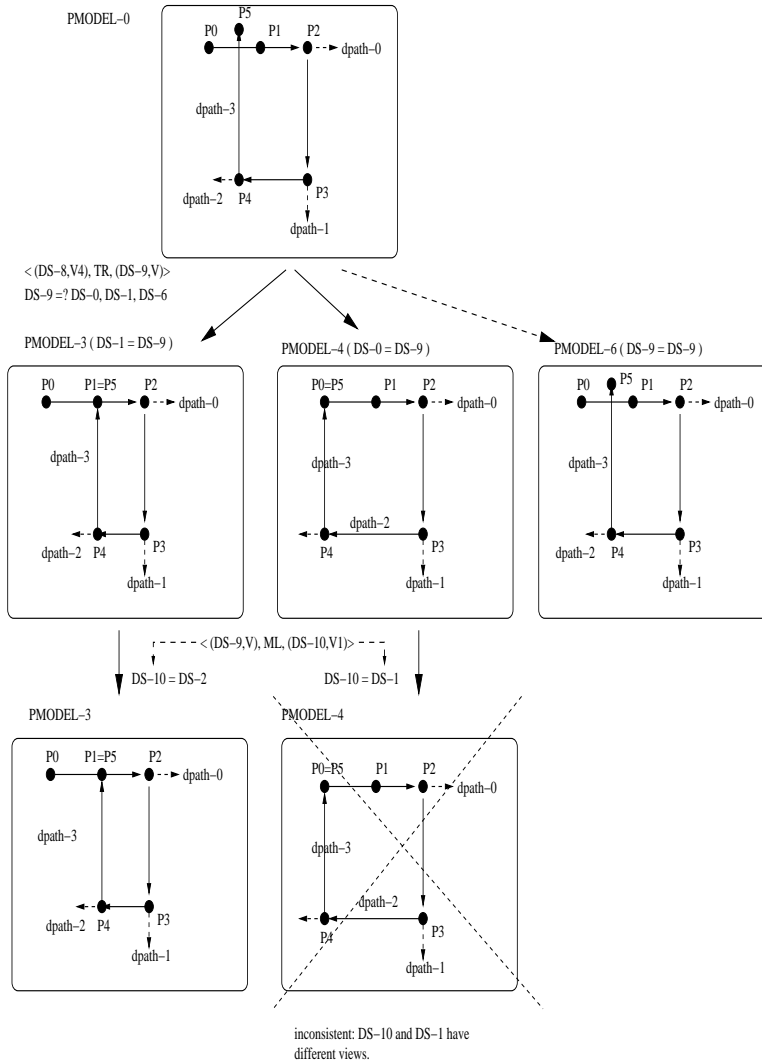 PMODEL−0
P5
P0 P1 P2
dpath−0
dpath−3
dpath−2 P4 P3
dpath−1
< (DS−8,V4), TR, (DS−9,V)>
DS−9 =? DS−0, DS−1, DS−6
PMODEL−3 ( DS−1 = DS−9 )
PMODEL−4 ( DS−0 = DS−9 )
PMODEL−6 ( DS−9 = DS−9 )
P0 P1=P5 P2
dpath−0
dpath−3
dpath−2 P4 P3
dpath−1
P0=P5 P1 P2
dpath−0
dpath−3
dpath−2
P4 P3
dpath−1
P5
P0 P1 P2
dpath−0
dpath−3
dpath−2 P4 P3
dpath−1
< (DS−9,V), ML, (DS−10,V1)>
DS−10 = DS−2
DS−10 = DS−1
PMODEL−3
PMODEL−4
P0 P1=P5 P2
dpath−0
dpath−3
dpath−2 P4 P3
dpath−1
P0=P5 P1 P2
dpath−0
dpath−3
dpath−2
P4 P3
dpath−1
inconsistent: DS−10 and DS−1 have
different views.